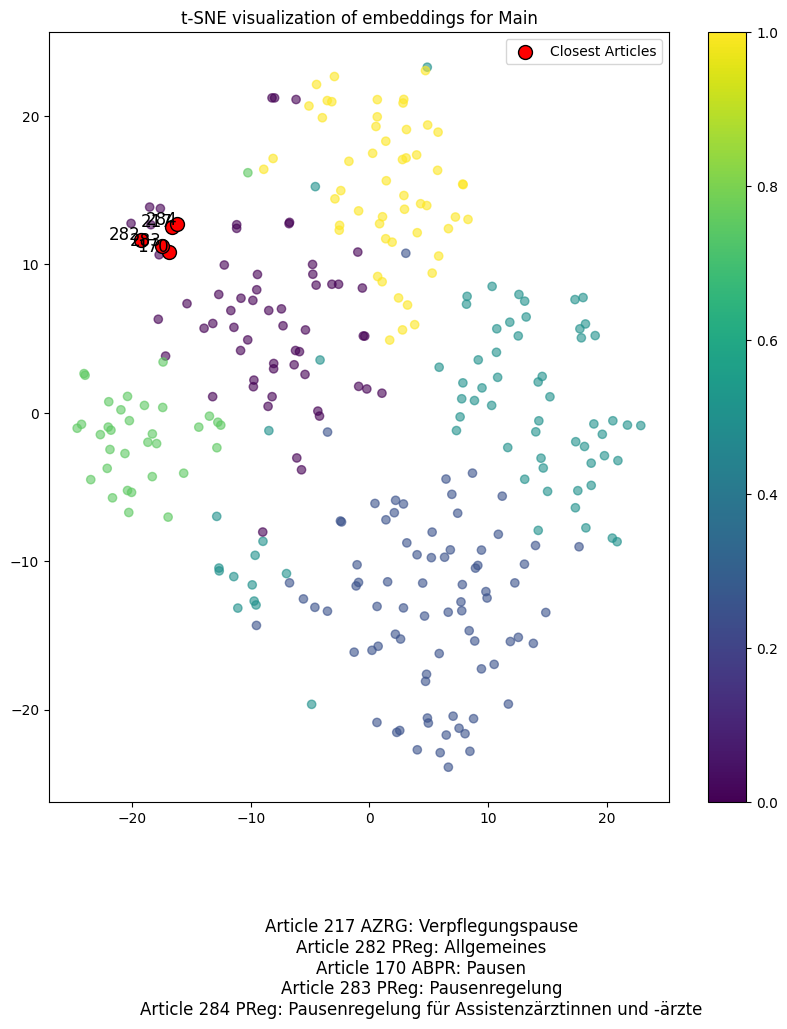 t-SNE visualization of embeddings for Main
Closest Articles
20
10
0
−10
−20
−20
−10
0
10
20
1.0
0.8
0.6
0.4
0.2
0.0
284
282
170
Article 217 AZRG: Verpflegungspause
Article 282 PReg: Allgemeines
Article 170 ABPR: Pausen
Article 283 PReg: Pausenregelung
Article 284 PReg: Pausenregelung für Assistenzärztinnen und -ärzte